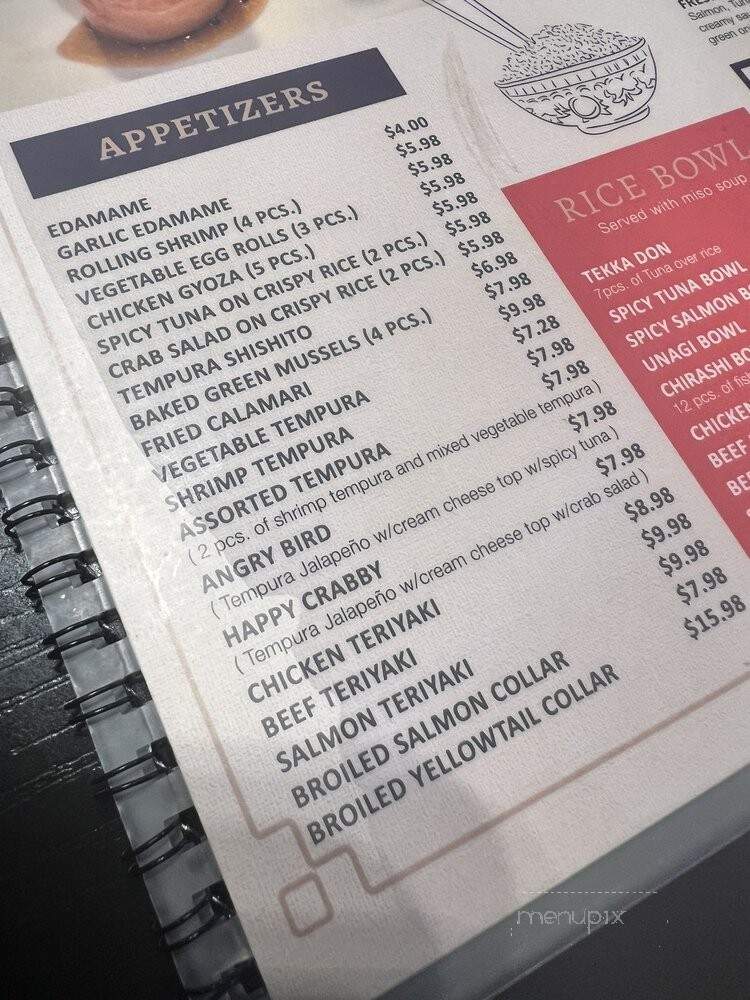 APPETIZERS
EDAMAME $4.00
GARLIC EDAMAME $5.98
ROLLING SHRIMP (4 PCS.) $5.98
VEGETABLE EGG ROLLS (3 PCS.) $5.98
CHICKEN GYOZA (5 PCS.) $5.98
SPICY TUNA ON CRISPY RICE (2 PCS.) $5.98
CRAB SALAD ON CRISPY RICE (2 PCS.) $5.98
TEMPURA SHISHITO $6.98
BAKED GREEN MUSSELS (4 PCS.) $7.98
FRIED CALAMARI $9.98
VEGETABLE TEMPURA $7.28
SHRIMP TEMPURA $7.98
ASSORTED TEMPURA $7.98
( 2 pcs. of shrimp tempura and mixed vegetable tempura )
ANGRY BIRD $7.98
( Tempura Jalapeño w/cream cheese top w/spicy tuna )
HAPPY CRABBY $7.98
( Tempura Jalapeño w/cream cheese top w/crab salad )
CHICKEN TERIYAKI $8.98
BEEF TERIYAKI $9.98
SALMON TERIYAKI $9.98
BROILED SALMON COLLAR $7.98
BROILED YELLOWTAIL COLLAR $15.98
Salmon,
creamy
green
RICE BOWL
Served with miso soup
TEKKA DON
7pcs. of Tuna over rice
SPICY TUNA BOWL
SPICY SALMON
UNAGI BOWL
CHIRASHI
12 pcs. of
BEEF
menupix